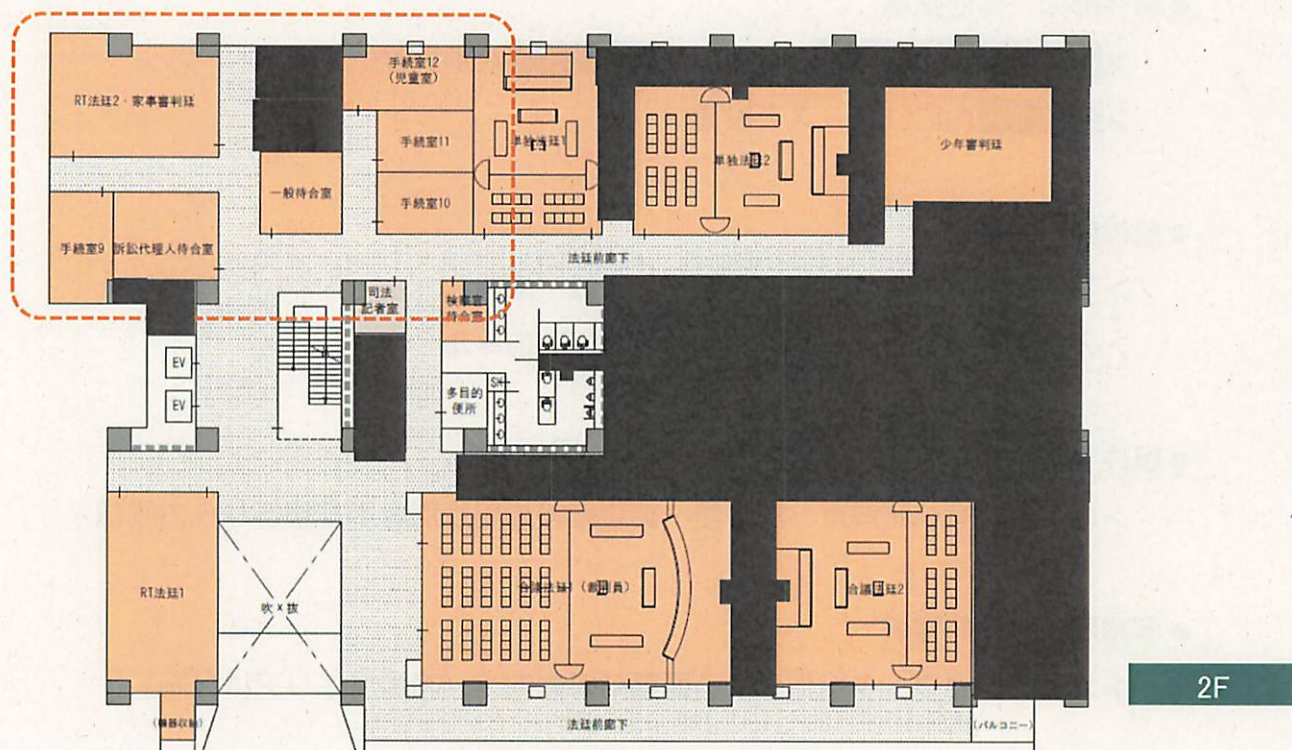 手続室12
(児童室)
RT法廷2・家事審判廷
手続室11
単独法廷1
単独法廷2
少年審判廷
一般待合室
手続室10
手続室9
訴訟代理人待合室
法廷前廊下
司法
記者室
検察官
待合室
EV
EV
多目的
便所
SK
RT法廷1
吹 × 抜
合議法廷1 (裁判員)
合議法廷2
2F
(機器収納)
法廷前廊下
(バルコニー)